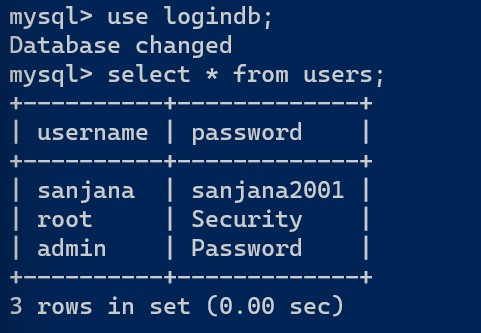 mysql> use logindb;
Database changed
mysql> select * from users;
+----------+-------------+
| username | password    |
+----------+-------------+
| sanjana  | sanjana2001 |
| root     | Security    |
| admin    | Password    |
+----------+-------------+
3 rows in set (0.00 sec)